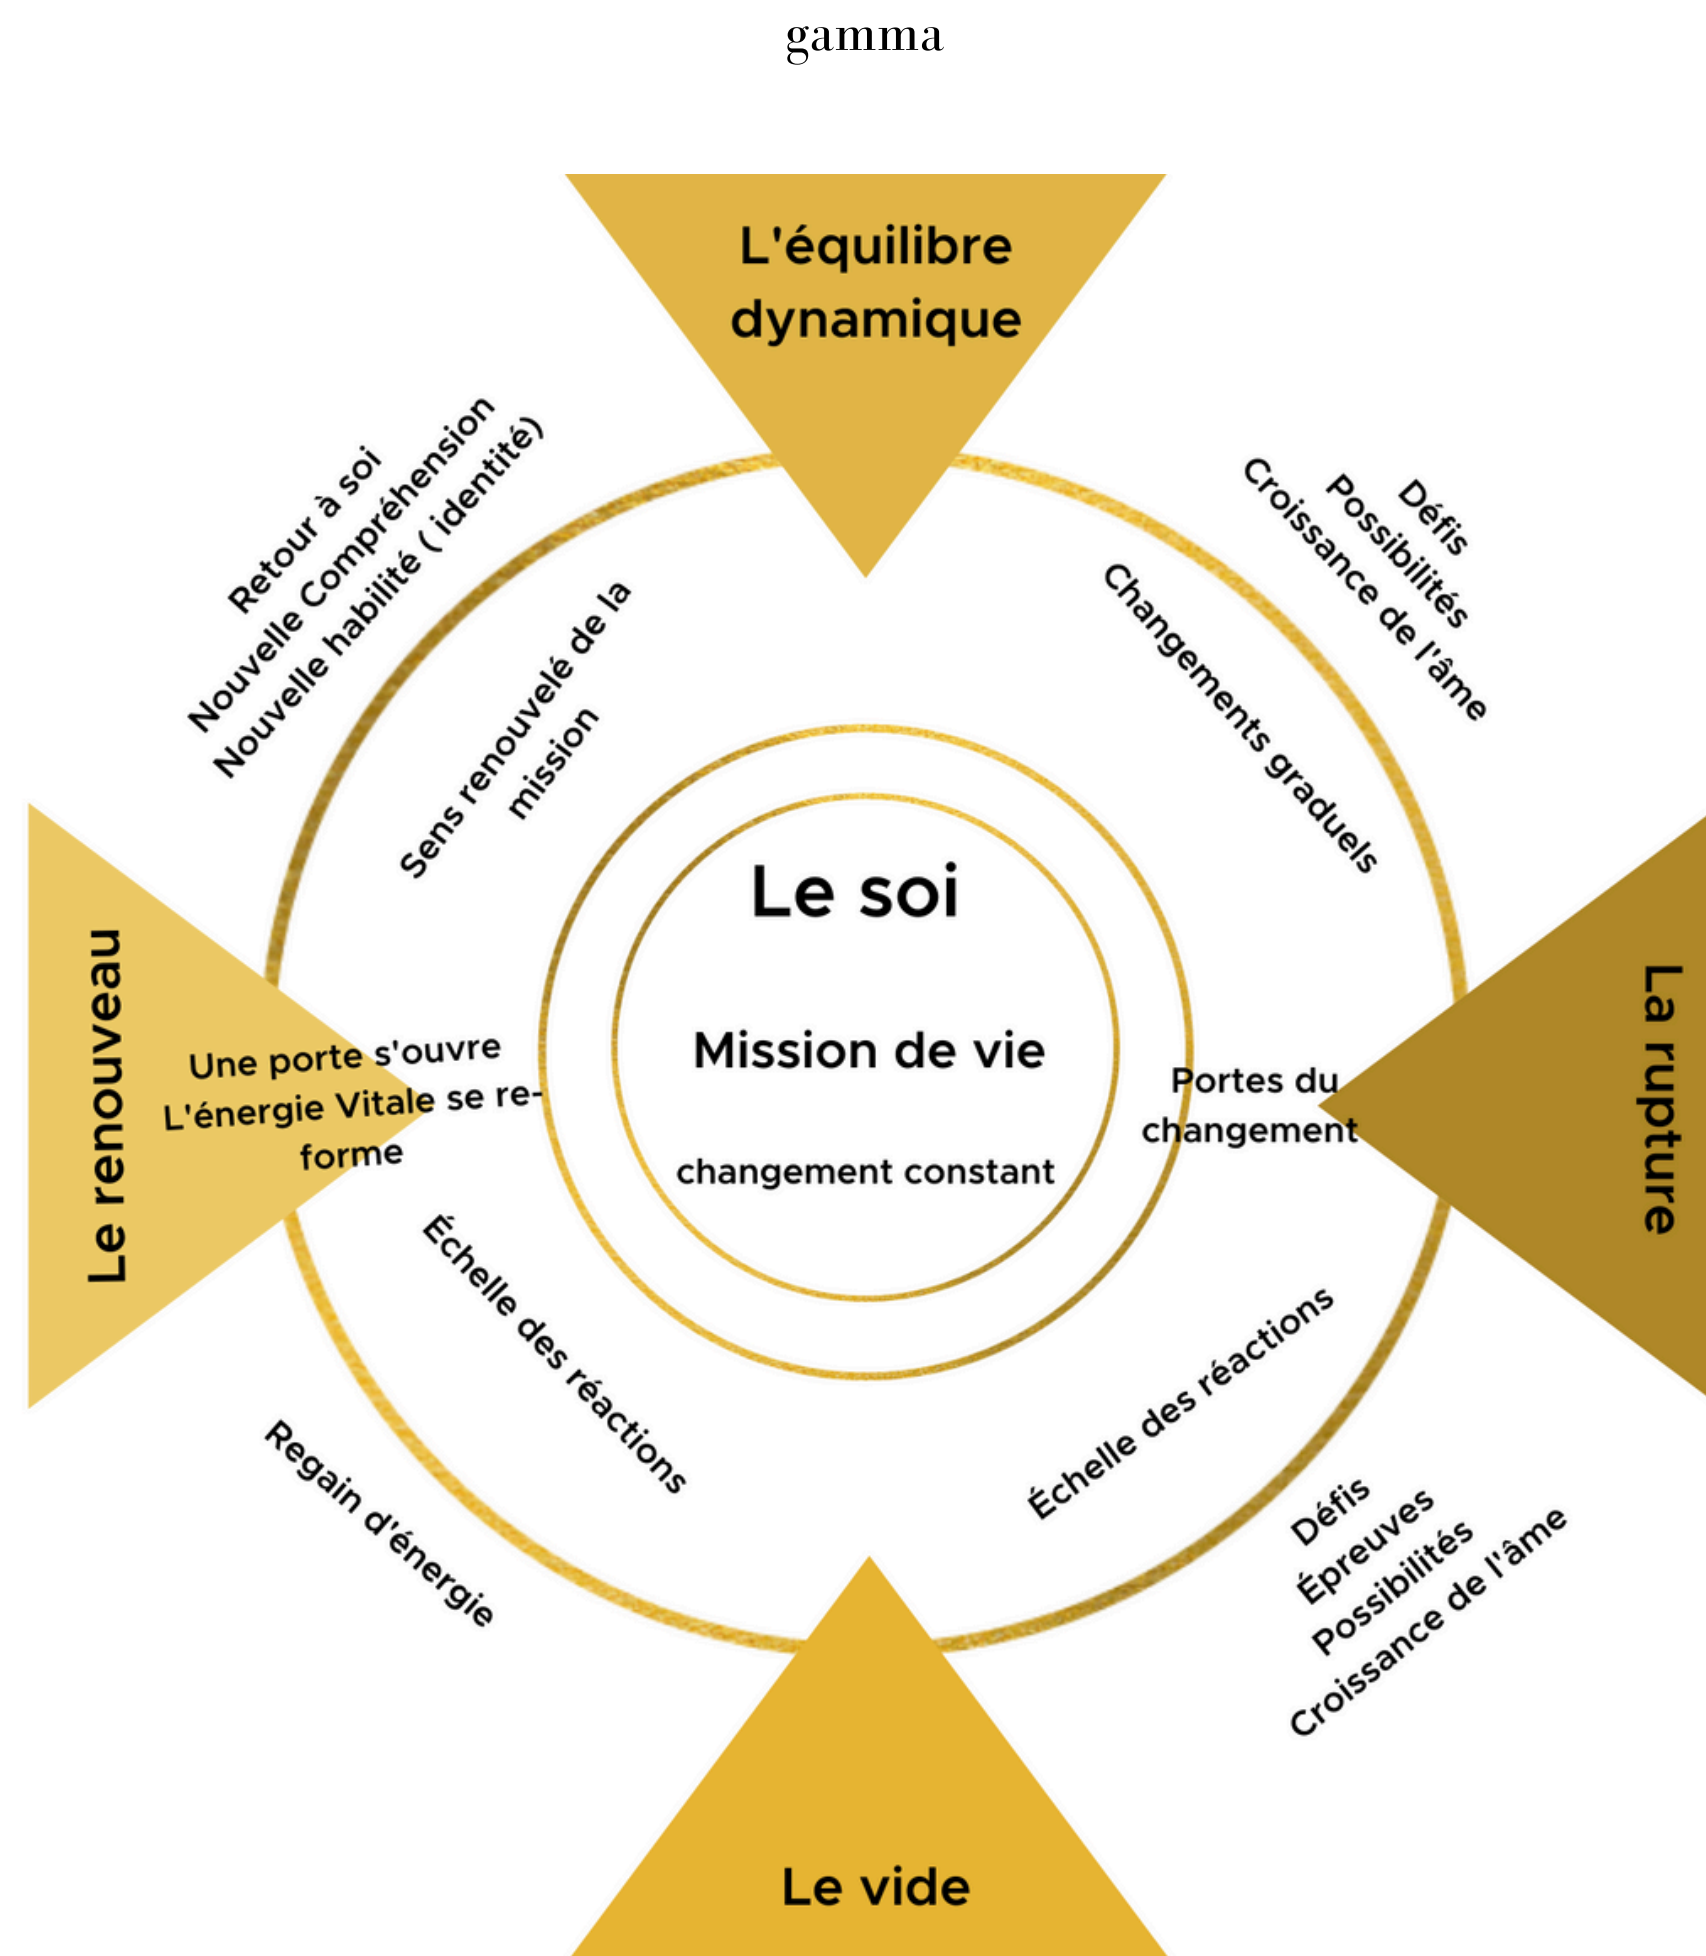 gamma
L'équilibre
dynamique
Retour à soi
Nouvelle Compréhension
Nouvelle habilité ( identité)
Défis
Possibilités
Croissance de l'âme
Sens renouvelé de la
mission
Changements graduels
Le soi
Mission de vie
changement constant
Le renouveau
Une porte s'ouvre
L'énergie Vitale se re-
forme
Portes du
changement
La rupture
Échelle des réactions
Échelle des réactions
Regain d'énergie
Défis
Épreuves
Possibilités
Croissance de l'âme
Le vide